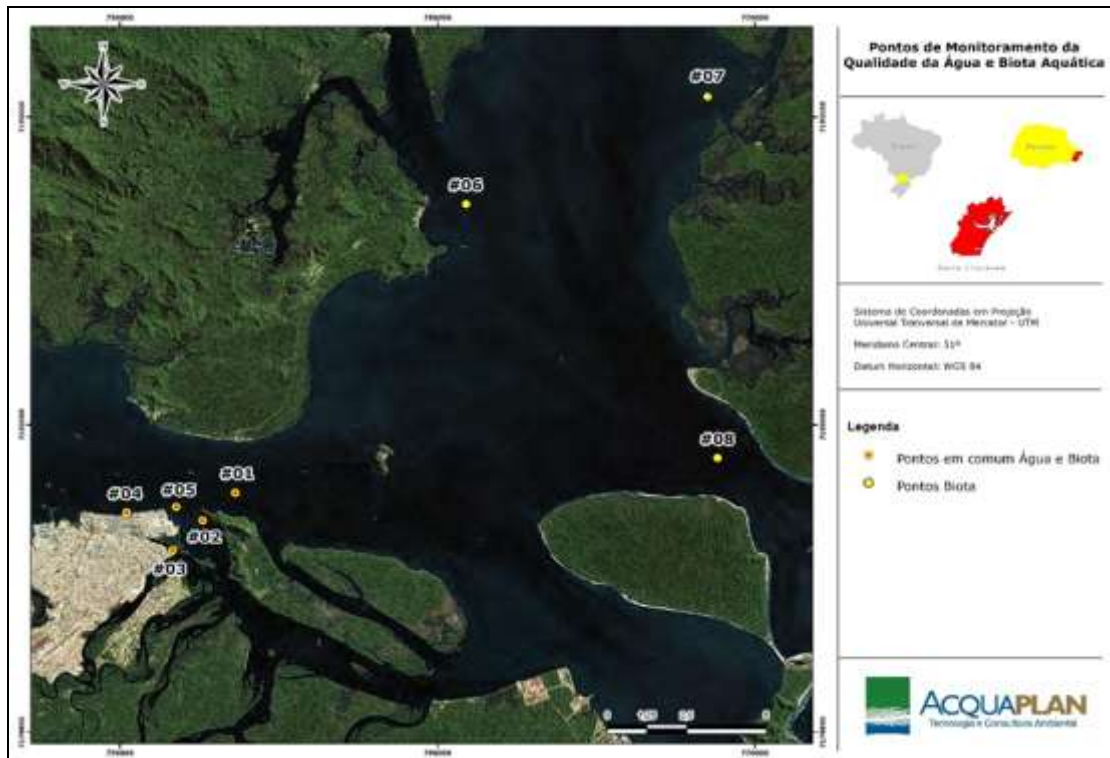 Pontos de Monitoramento da
Qualidade da Água e Biota Aquática
#07
#06
#08
#01
#05
#04
#02
#03
Sistema de Coordenadas em Projeção
Universal Tranversal de Mercator - UTM
Meridiano Central: 51º
Datum Horizontal: WGS 84
Legenda
Pontos em comum Água e Biota
Pontos Biota
ACQUAPLAN
Tecnologia e Consultoria Ambiental